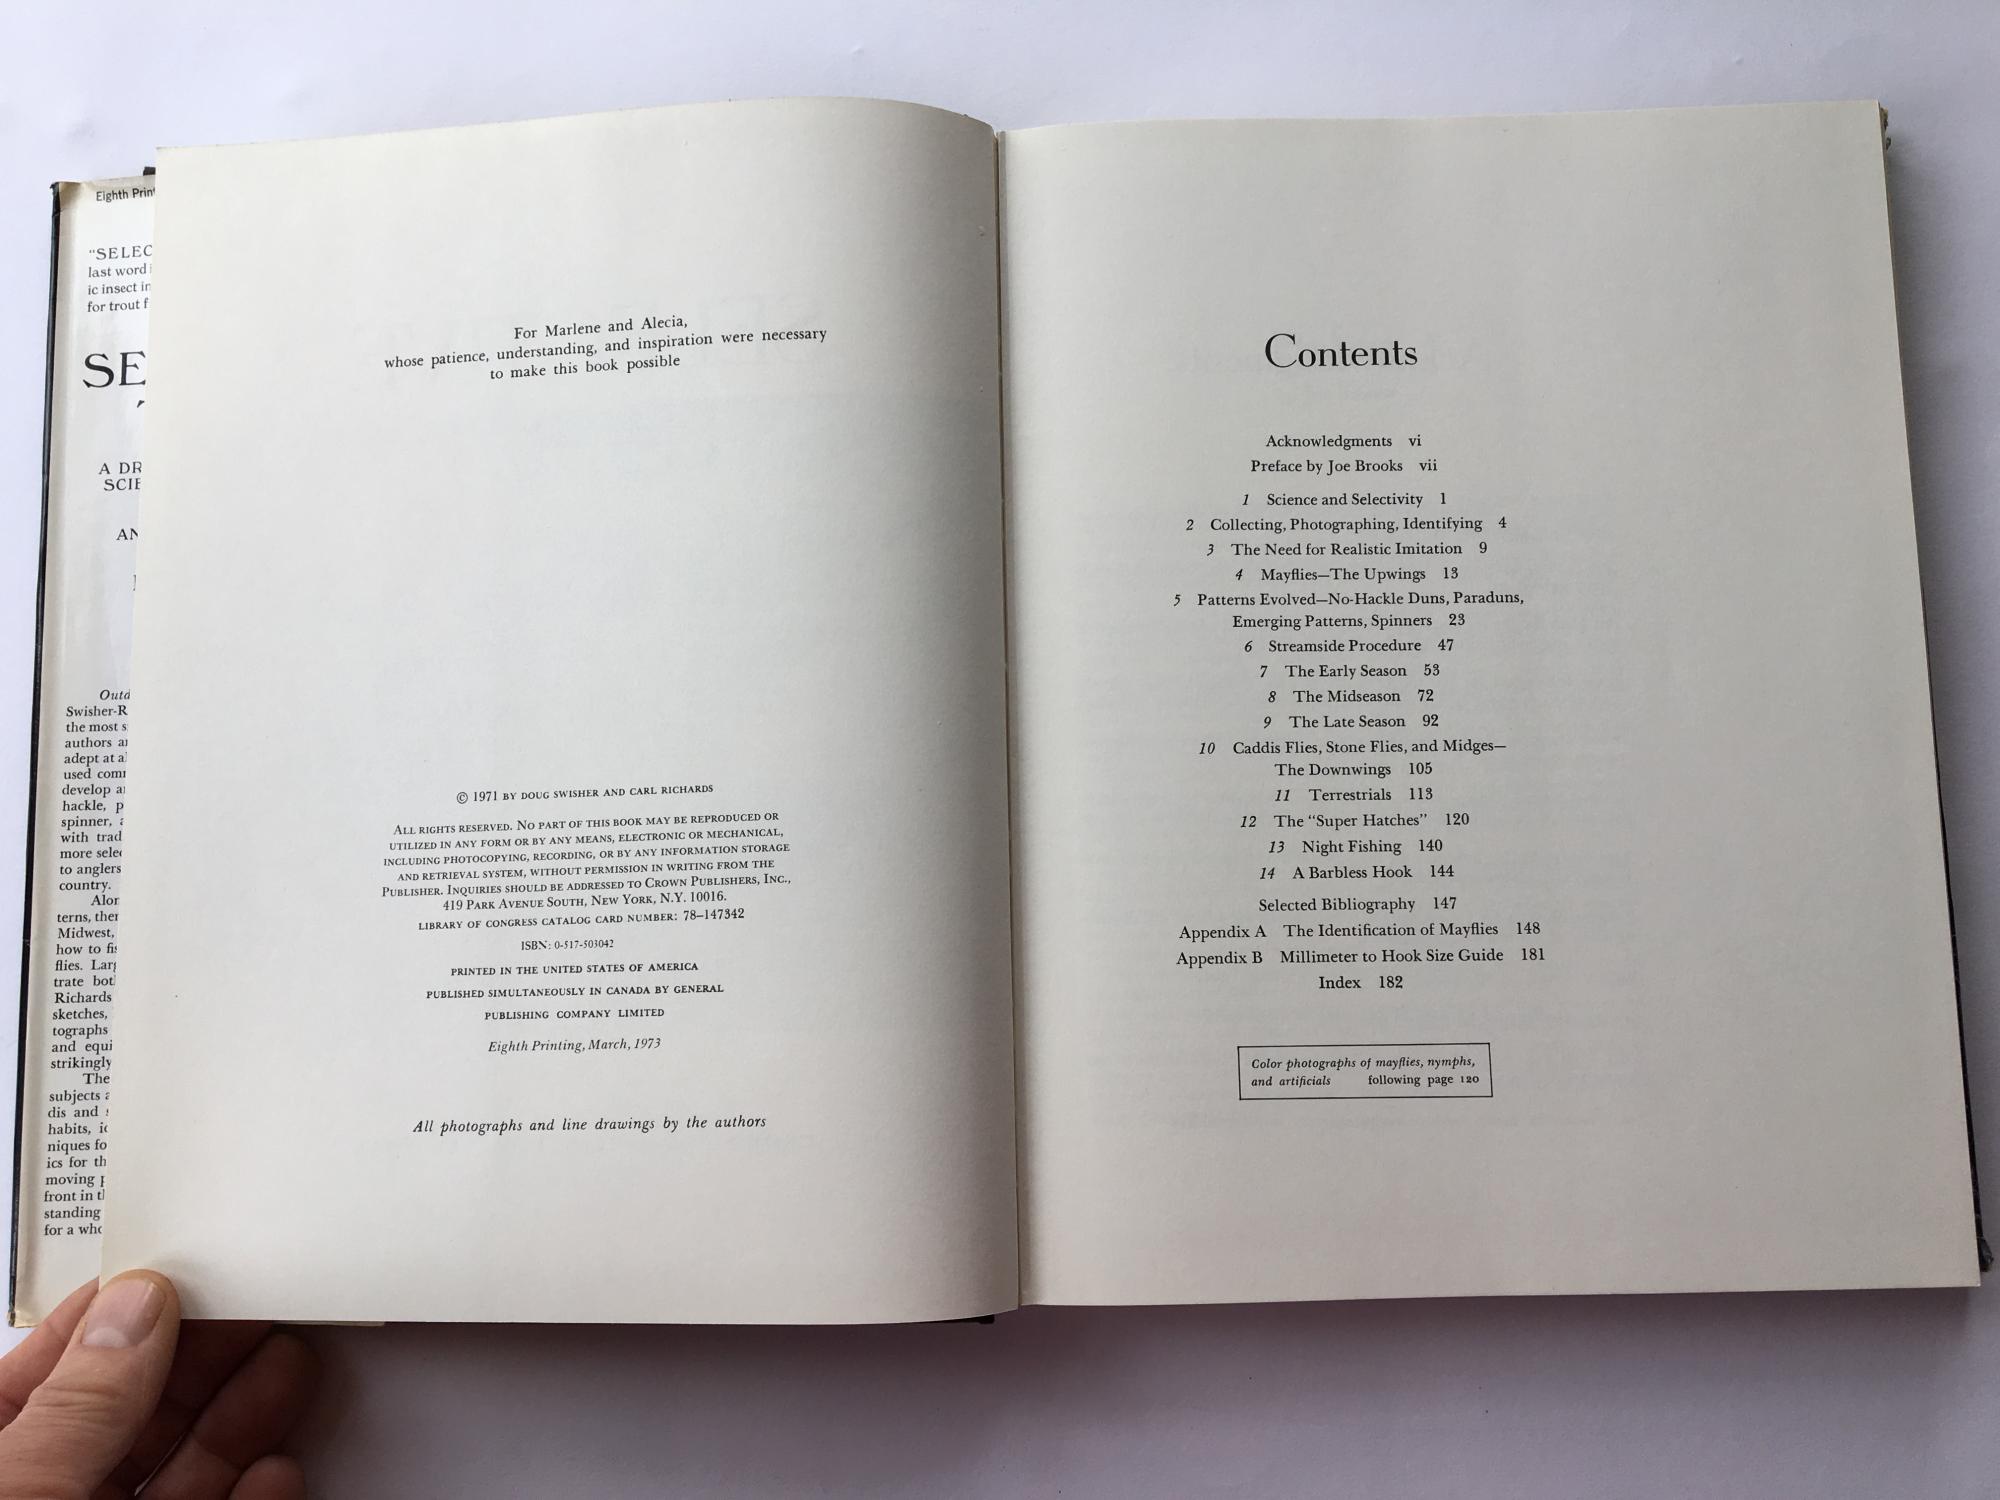 Eighth Prin
"SELEC
last word i
ic insect in
for trout f
SE
A DR
SCIE
AN
Outd
Swisher-R
the most s
authors a
adept at a
used com
develop a
hackle, p
spinner, a
with trad
more selec
to anglers
country.
Alon
terns, ther
Midwest,
how to fis
flies. Larg
trate bot
Richards
sketches,
tographs
and equi
strikingly
The
subjects a
dis and s
habits, ic
niques fo
ics for th
moving p
front in t
standing
for a who
For Marlene and Alecia,
whose patience, understanding, and inspiration were necessary
to make this book possible
© 1971 BY DOUG SWISHER AND CARL RICHARDS
ALL RIGHTS RESERVED. NO PART OF THIS BOOK MAY BE REPRODUCED OR
UTILIZED IN ANY FORM OR BY ANY MEANS, ELECTRONIC OR MECHANICAL,
INCLUDING PHOTOCOPYING, RECORDING, OR BY ANY INFORMATION STORAGE
AND RETRIEVAL SYSTEM, WITHOUT PERMISSION IN WRITING FROM THE
PUBLISHER. INQUIRIES SHOULD BE ADDRESSED TO CROWN PUBLISHERS, INC.,
419 PARK AVENUE SOUTH, NEW YORK, N.Y. 10016.
LIBRARY OF CONGRESS CATALOG CARD NUMBER: 78–147342
ISBN: 0-517-503042
PRINTED IN THE UNITED STATES OF AMERICA
PUBLISHED SIMULTANEOUSLY IN CANADA BY GENERAL
PUBLISHING COMPANY LIMITED
Eighth Printing, March, 1973
All photographs and line drawings by the authors
Contents
Acknowledgments vi
Preface by Joe Brooks vii
1 Science and Selectivity 1
2 Collecting, Photographing, Identifying 4
3 The Need for Realistic Imitation 9
4 Mayflies—The Upwings 13
5 Patterns Evolved—No-Hackle Duns, Paraduns,
Emerging Patterns, Spinners 23
6 Streamside Procedure 47
7 The Early Season 53
8 The Midseason 72
9 The Late Season 92
10 Caddis Flies, Stone Flies, and Midges—
The Downwings 105
11 Terrestrials 113
12 The "Super Hatches" 120
13 Night Fishing 140
14 A Barbless Hook 144
Selected Bibliography 147
Appendix A The Identification of Mayflies 148
Appendix B Millimeter to Hook Size Guide 181
Index 182
Color photographs of mayflies, nymphs,
and artificials following page 120